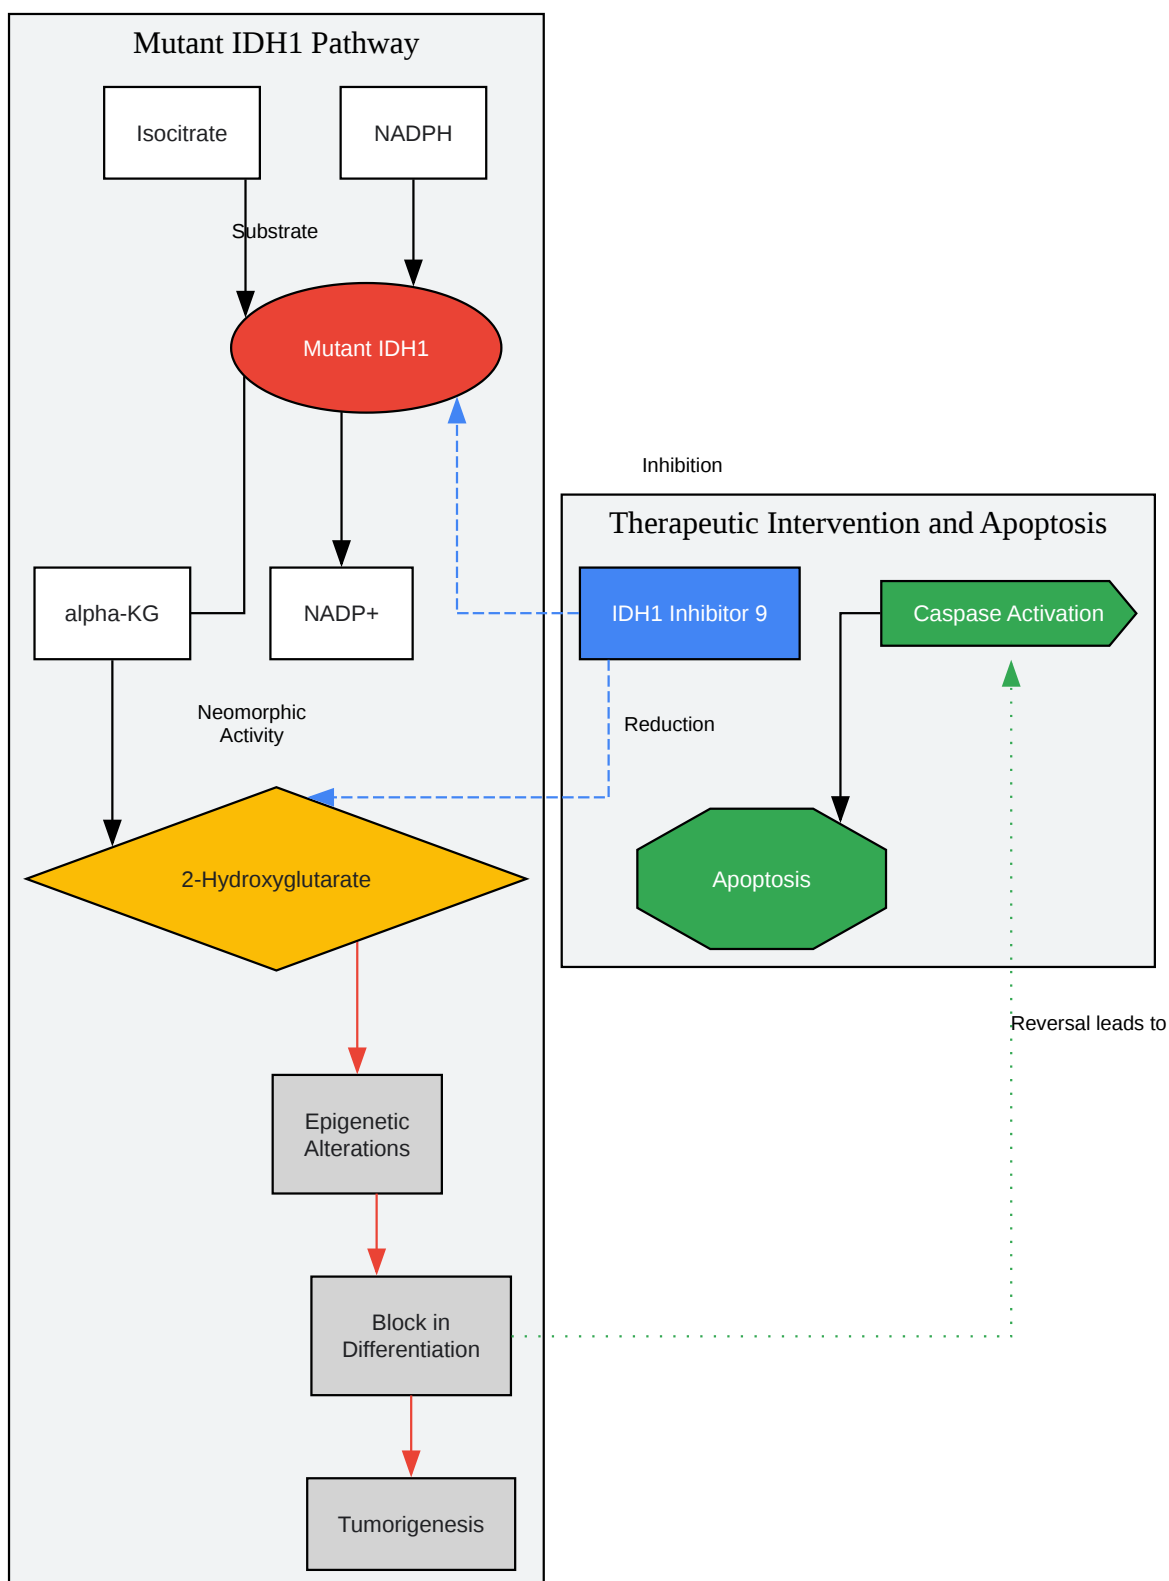 Mutant IDH1 Pathway
Isocitrate
NADPH
Substrate
Mutant IDH1
Inhibition
Therapeutic Intervention and Apoptosis
alpha-KG
NADP+
IDH1 Inhibitor 9
Caspase Activation
Neomorphic
Activity
Reduction
2-Hydroxyglutarate
Apoptosis
Reversal leads to
Epigenetic
Alterations
Block in
Differentiation
Tumorigenesis